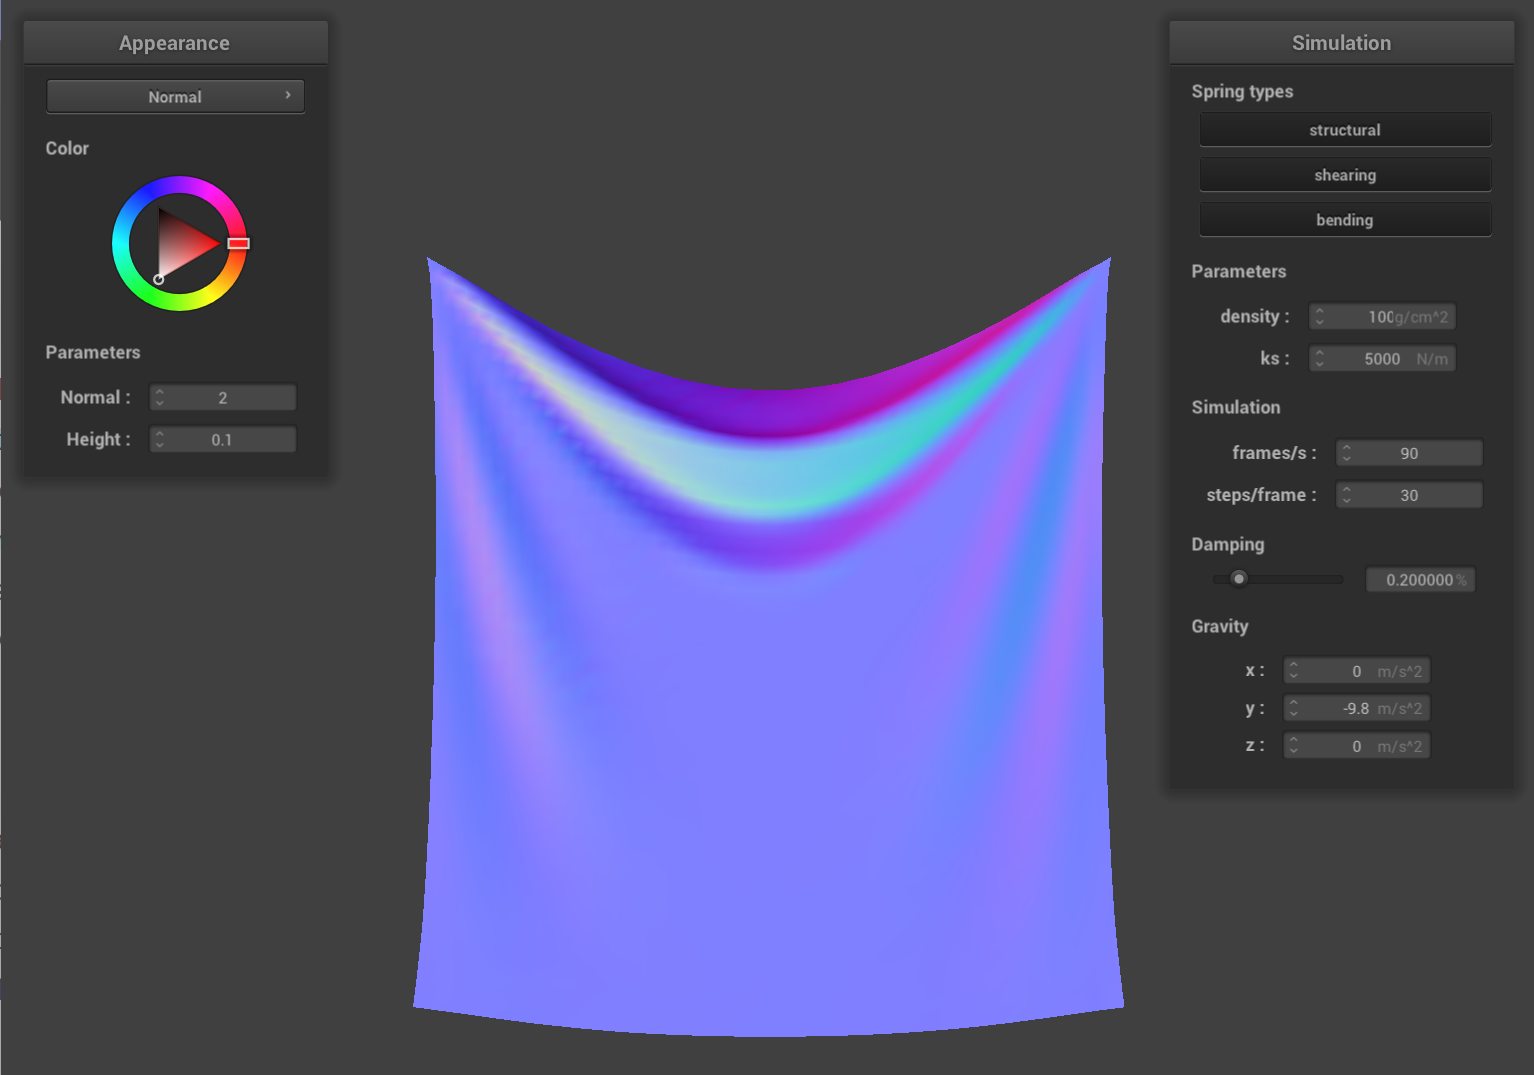 Appearance
Normal
Color
Parameters
Normal : 2
Height : 0.1
Simulation
Spring types
structural
shearing
bending
Parameters
density : 100 g/cm^2
ks : 5000 N/m
Simulation
frames/s : 90
steps/frame : 30
Damping
0.200000 %
Gravity
x : 0 m/s^2
y : -9.8 m/s^2
z : 0 m/s^2